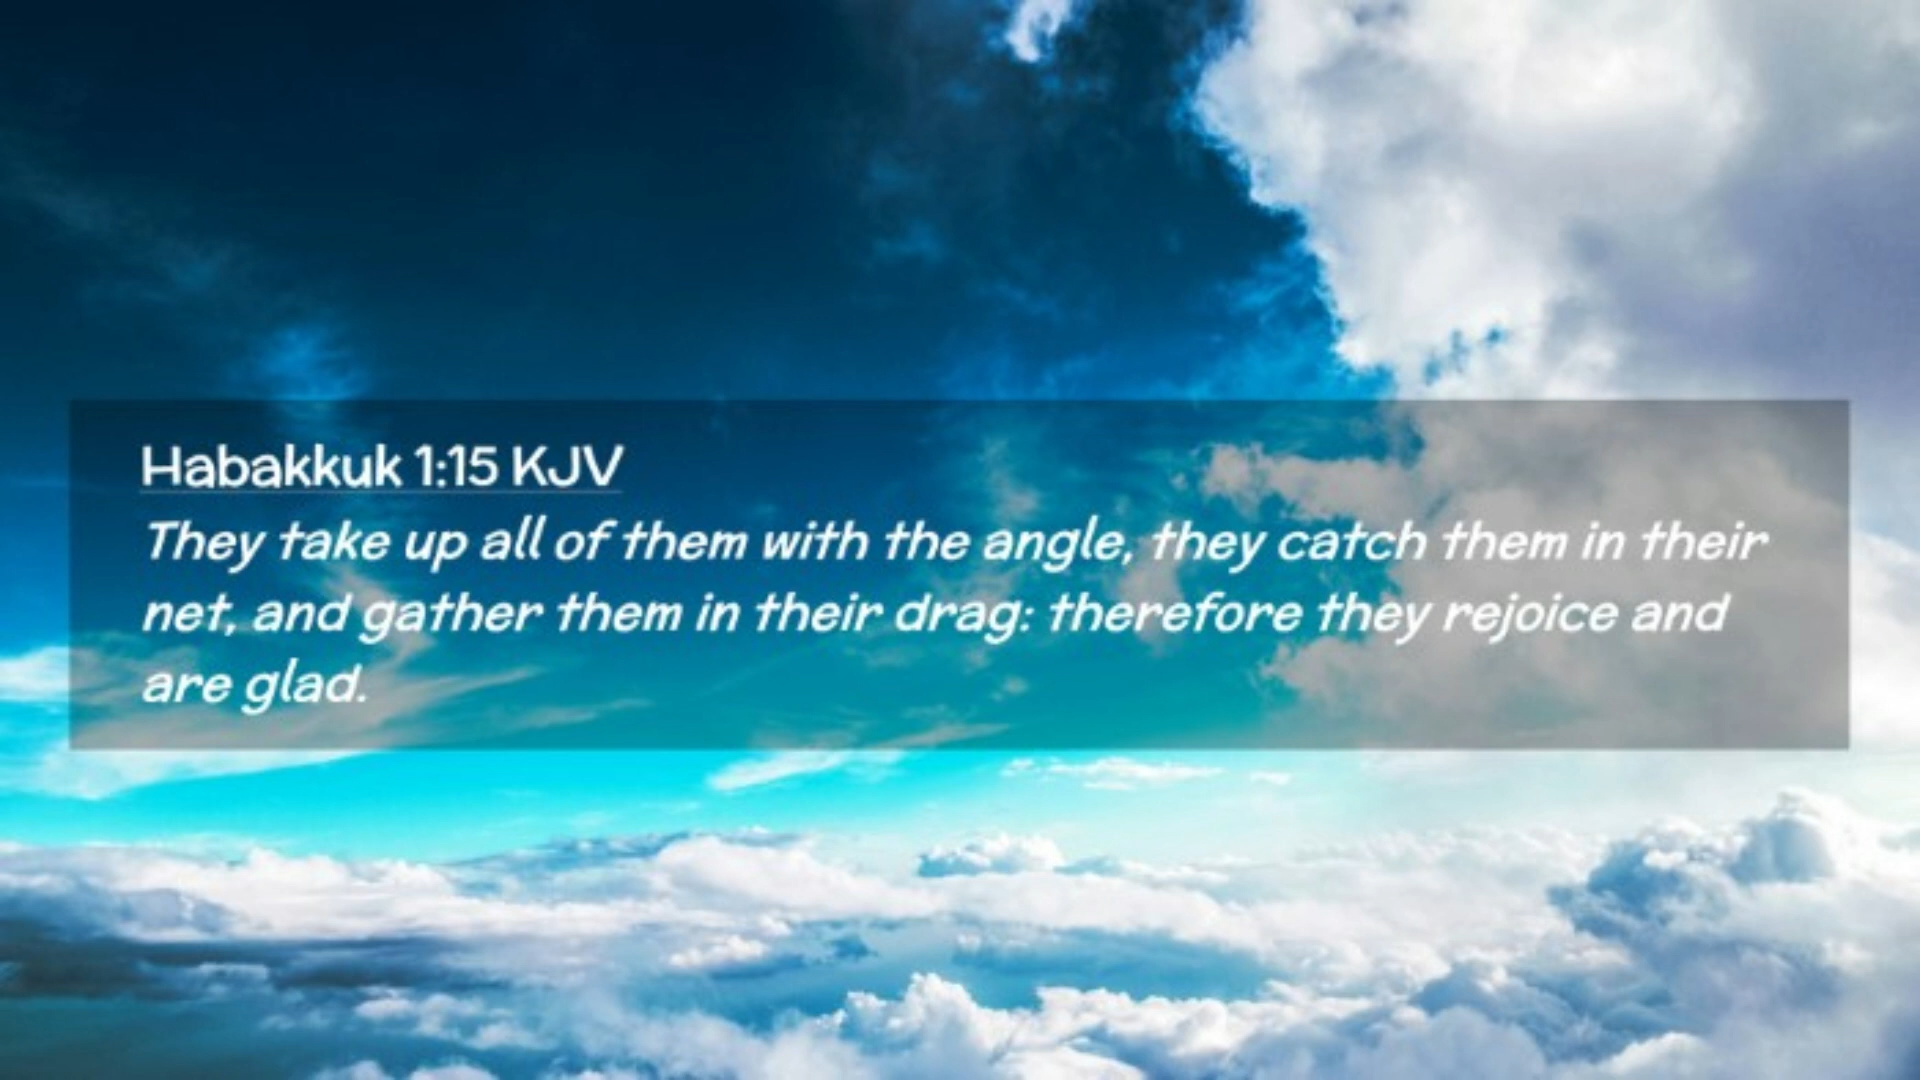 Habakkuk 1:15 KJV
They take up all of them with the angle, they catch them in their
net, and gather them in their drag: therefore they rejoice and
are glad.